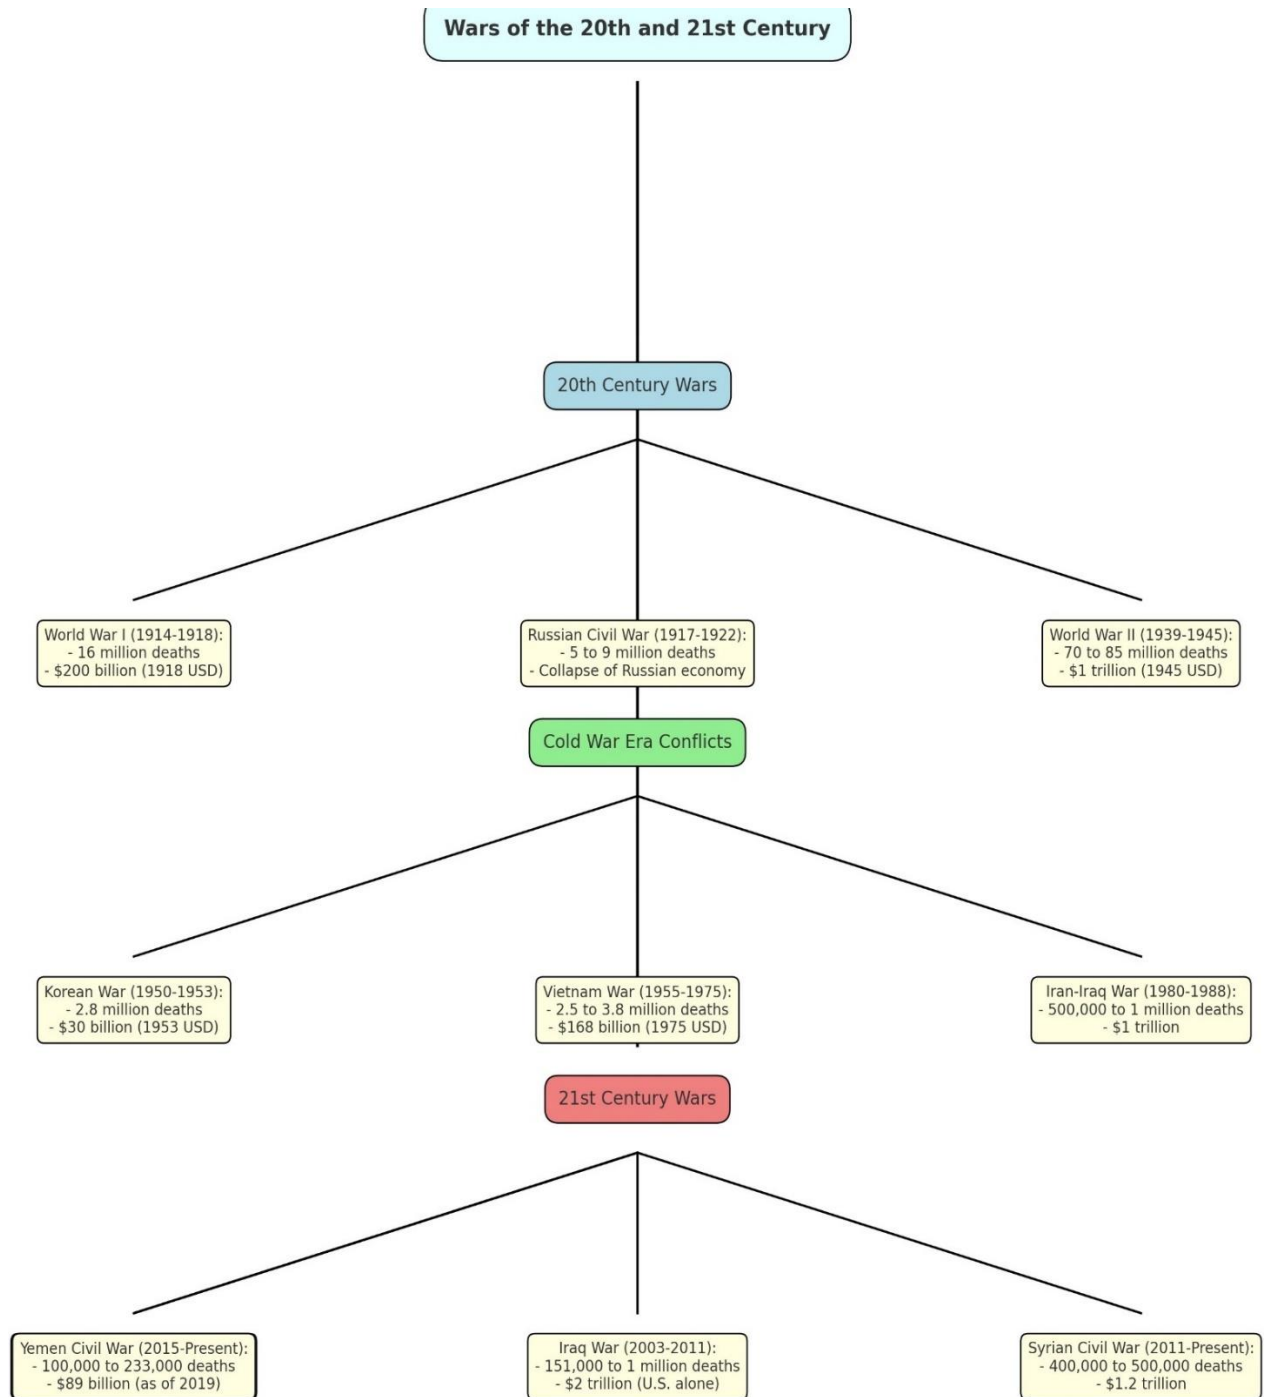 Wars of the 20th and 21st Century
20th Century Wars
World War I (1914-1918):
- 16 million deaths
- $200 billion (1918 USD)
Russian Civil War (1917-1922):
- 5 to 9 million deaths
- Collapse of Russian economy
World War II (1939-1945):
- 70 to 85 million deaths
- $1 trillion (1945 USD)
Cold War Era Conflicts
Korean War (1950-1953):
- 2.8 million deaths
- $30 billion (1953 USD)
Vietnam War (1955-1975):
- 2.5 to 3.8 million deaths
- $168 billion (1975 USD)
Iran-Iraq War (1980-1988):
- 500,000 to 1 million deaths
- $1 trillion
21st Century Wars
Yemen Civil War (2015-Present):
- 100,000 to 233,000 deaths
- $89 billion (as of 2019)
Iraq War (2003-2011):
- 151,000 to 1 million deaths
- $2 trillion (U.S. alone)
Syrian Civil War (2011-Present):
- 400,000 to 500,000 deaths
- $1.2 trillion